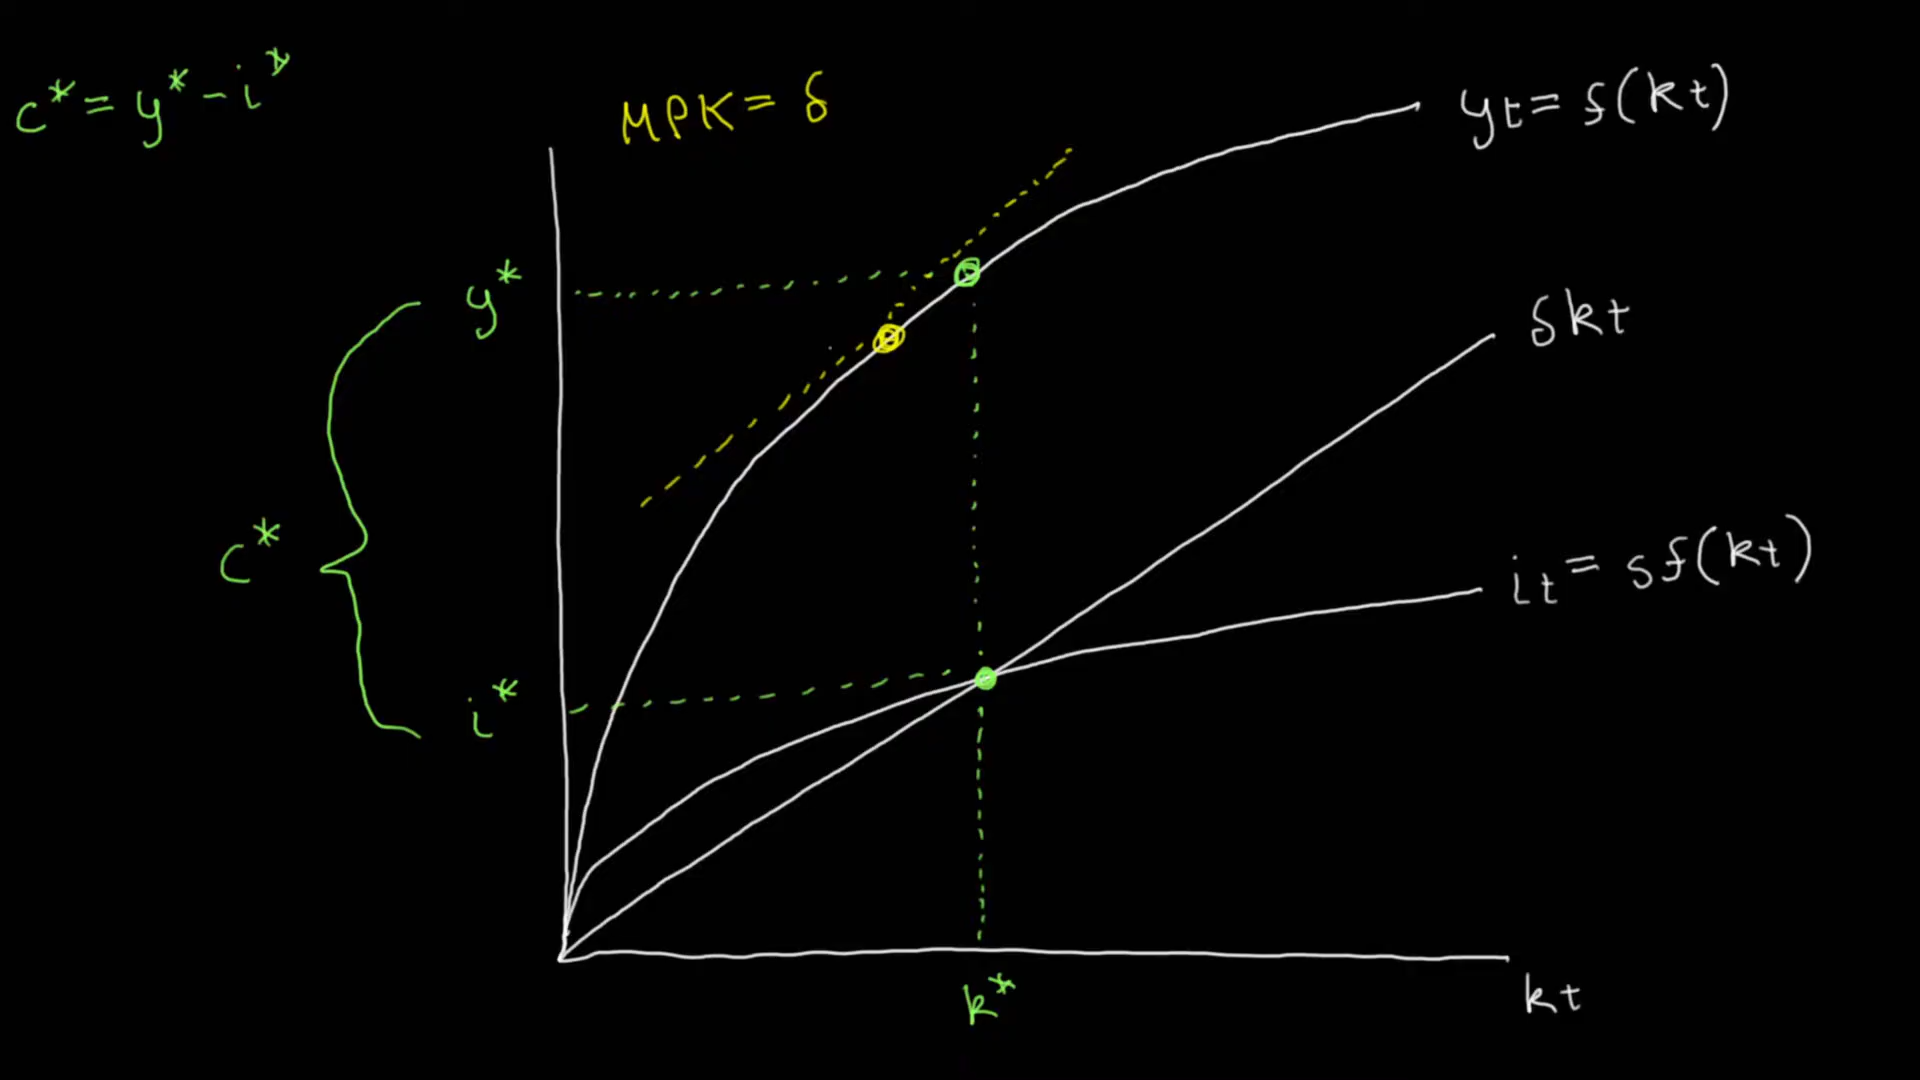 c* = y* - i*
MPK = δ
yt = f(kt)
y*
δkt
c*
it = sf(kt)
i*
k*
kt